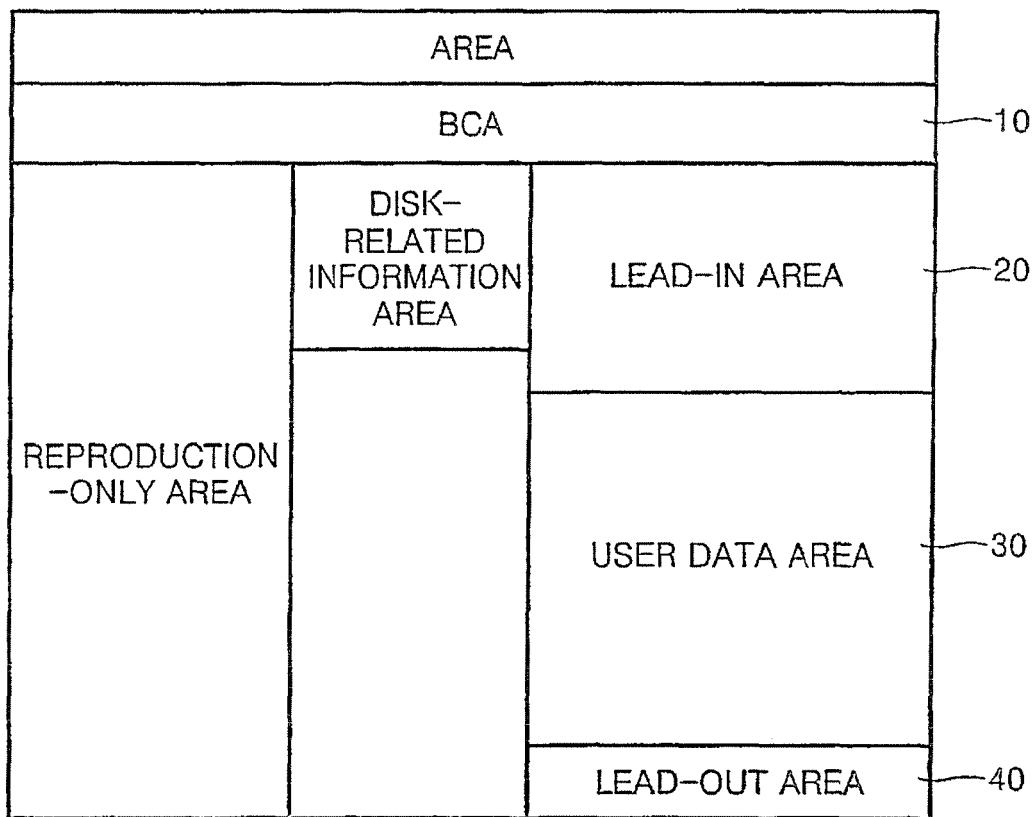 AREA
BCA
10
DISK-
RELATED
INFORMATION
AREA
LEAD-IN AREA
20
REPRODUCTION
-ONLY AREA
USER DATA AREA
30
LEAD-OUT AREA
40